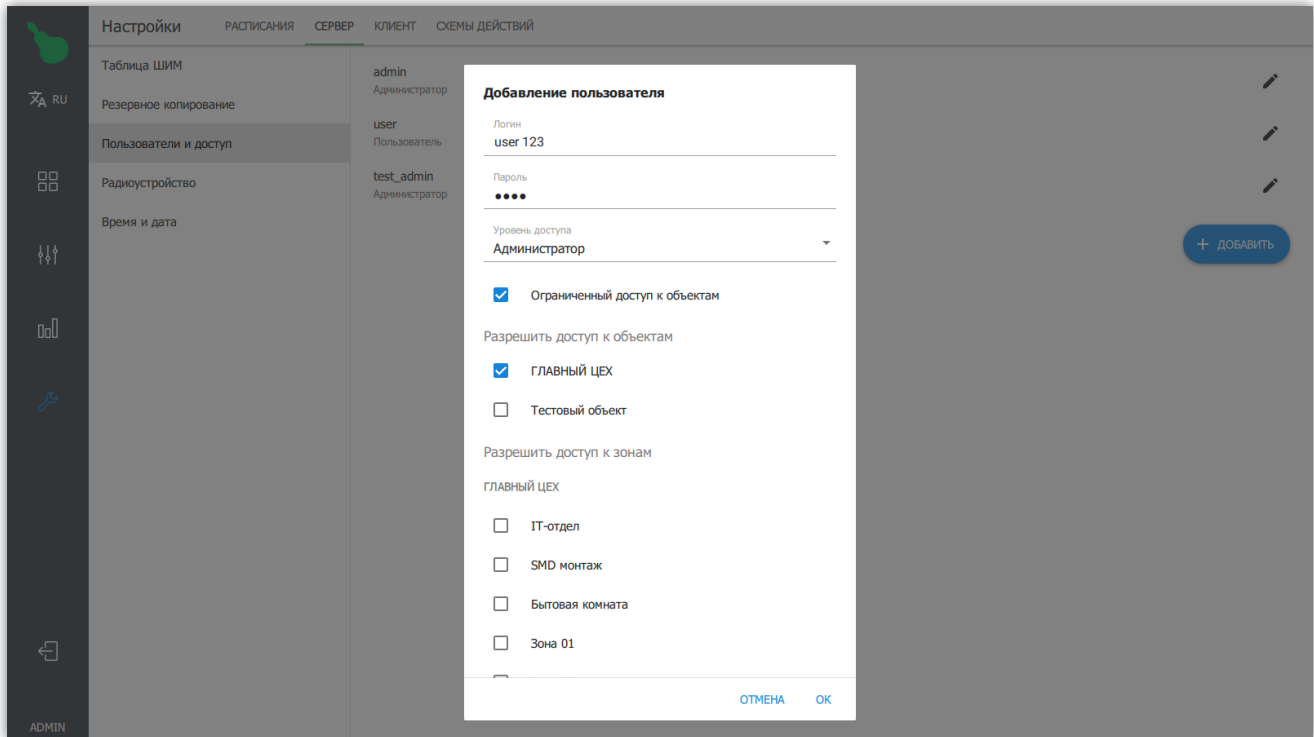 Настройки РАСПИСАНИЯ СЕРВЕР КЛИЕНТ СХЕМЫ ДЕЙСТВИЙ
RU
Таблица ШИМ
Резервное копирование
Пользователи и доступ
Радиоустройство
Время и дата
ADMIN
admin
Администратор
user
Пользователь
test_admin
Администратор
+ ДОБАВИТЬ
Добавление пользователя
Логин
user 123
Пароль
••••
Уровень доступа
Администратор
Ограниченный доступ к объектам
Разрешить доступ к объектам
ГЛАВНЫЙ ЦЕХ
Тестовый объект
Разрешить доступ к зонам
ГЛАВНЫЙ ЦЕХ
IT-отдел
SMD монтаж
Бытовая комната
Зона 01
ОТМЕНА ОК